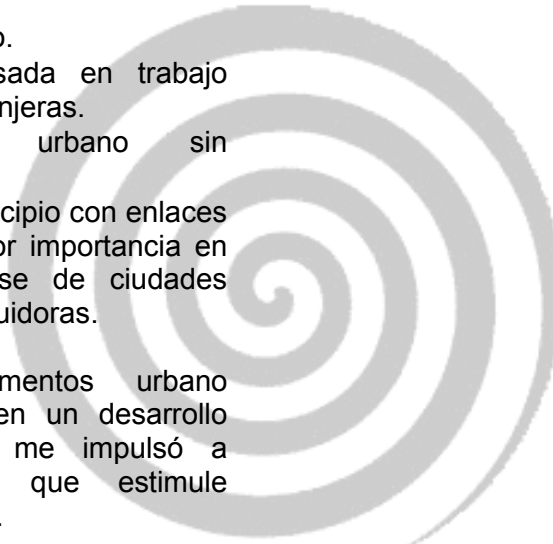 o.
sada en trabajo
njeras.
urbano sin
cipio con enlaces
or importancia en
se de ciudades
uidoras.
mentos urbano
en un desarrollo
me impulsó a
que estimule
.